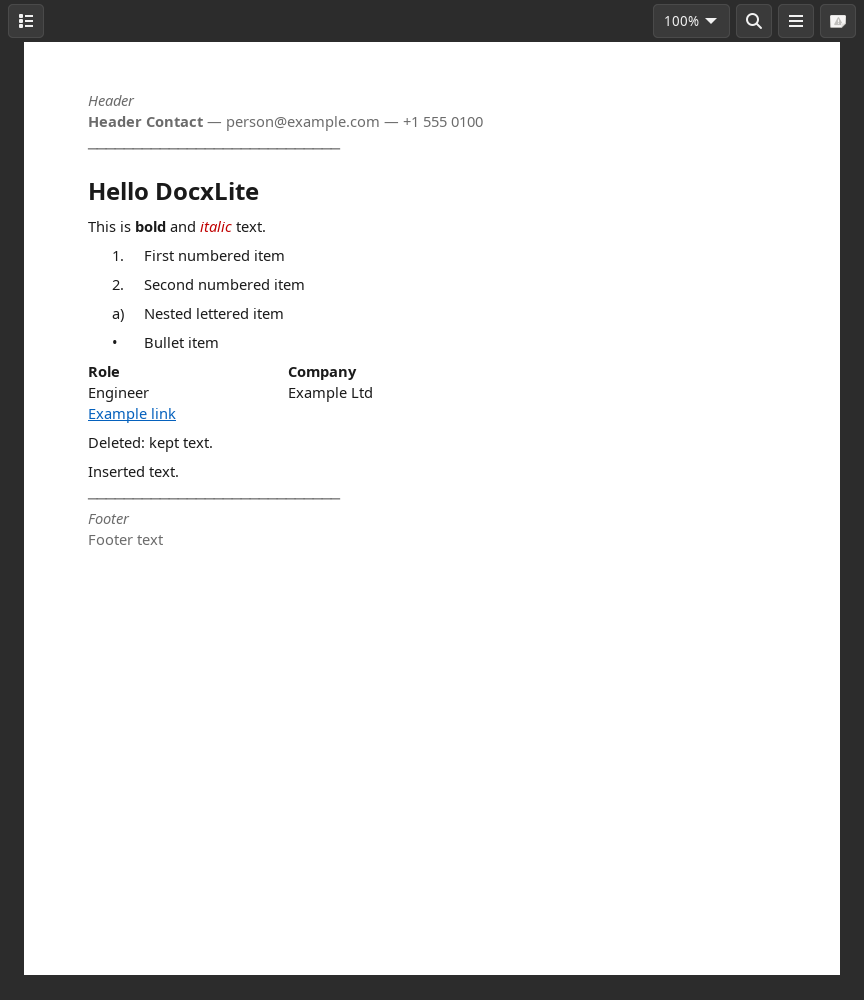 100%
Header
Header Contact — person@example.com — +1 555 0100
____________________________
Hello DocxLite
This is bold and italic text.
1. First numbered item
2. Second numbered item
a) Nested lettered item
• Bullet item
Role Company
Engineer Example Ltd
Example link
Deleted: kept text.
Inserted text.
____________________________
Footer
Footer text